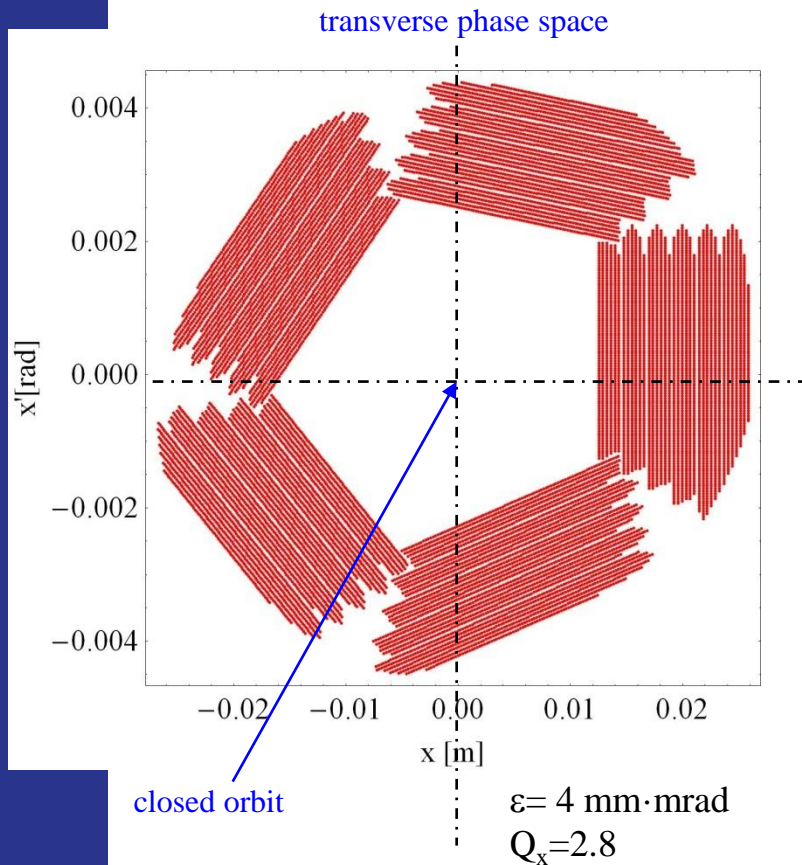 transverse phase space
0.004
0.002
0.000
−0.002
−0.004
x'[rad]
−0.02 −0.01 0.00 0.01 0.02
x [m]
closed orbit
ε= 4 mm·mrad
Qx=2.8